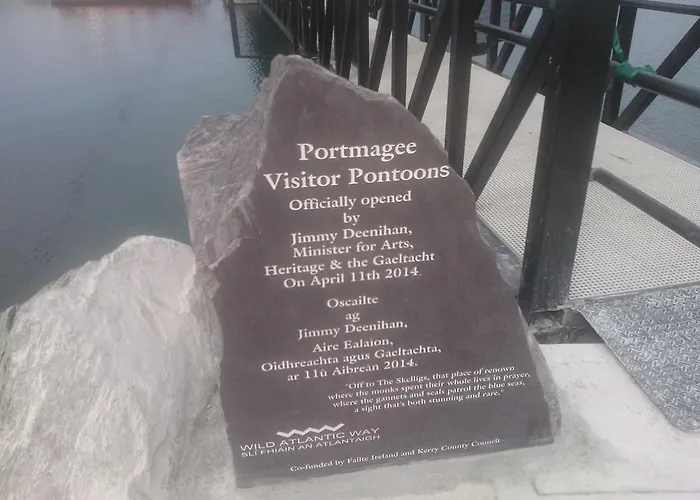 Portmagee
Visitor Pontoons
Officially opened
by
Jimmy Deenihan,
Minister for Arts,
Heritage & the Gaeltacht
On April 11th 2014.
Oscailte
ag
Jimmy Deenihan,
Aire Ealaíon,
Oidhreachta agus Gaeltachta,
ar 11ú Aibreán 2014.
"Off to The Skelligs, that place of renown
where the monks spent their whole lives in prayer,
where the gannets and seals patrol the blue seas,
a sight that's both stunning and rare,"
WILD ATLANTIC WAY
SLÍ FHIÁIN AN ATLANTAIGH
Co-funded by Failte Ireland and Kerry County Council